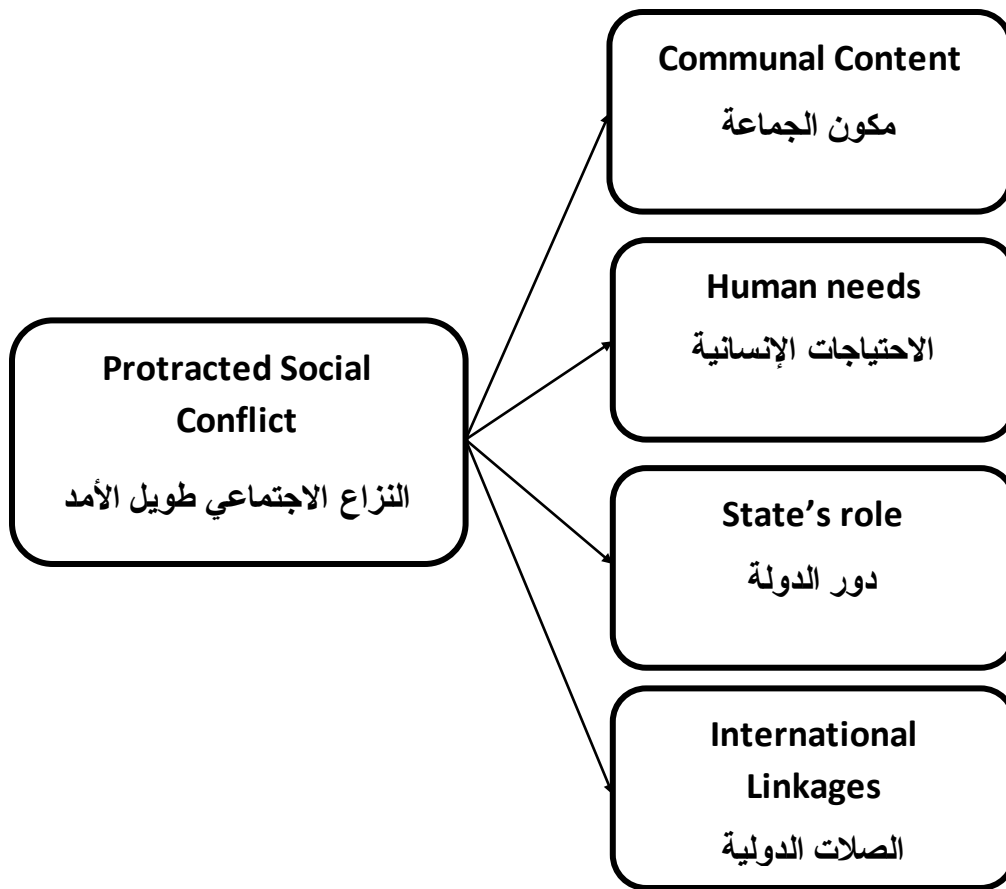 Protracted Social
Conflict
النزاع الاجتماعي طويل الأمد
Communal Content
مكون الجماعة
Human needs
الاحتياجات الإنسانية
State’s role
دور الدولة
International
Linkages
الصلات الدولية